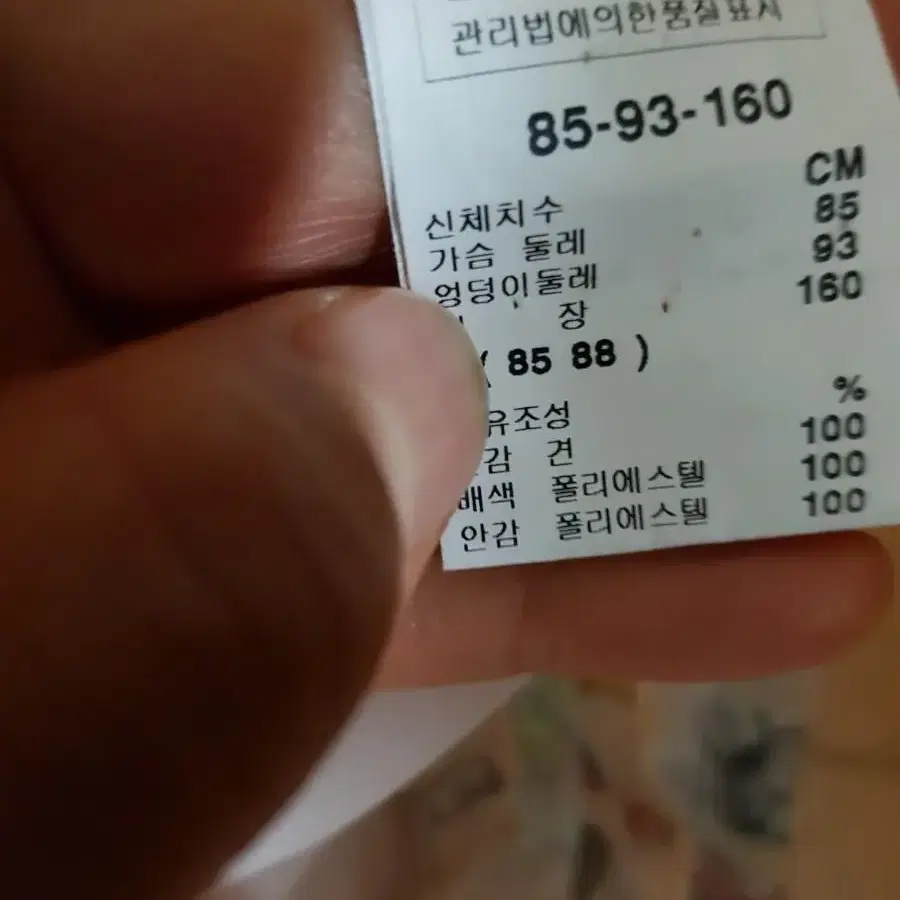 관리법에의한품질표시
85-93-160
CM
신체치수 85
가슴 둘레 93
엉덩이둘레 160
장
( 85 88 )
%
유조성 100
감 견 100
배색 폴리에스텔 100
안감 폴리에스텔